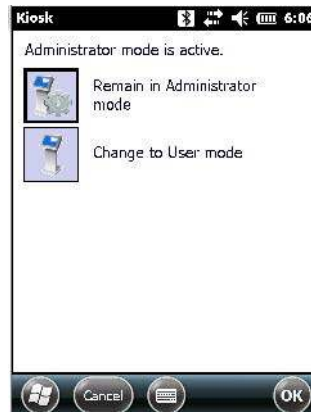 Kiosk 6:06
Administrator mode is active.
Remain in Administrator
mode
Change to User mode
Cancel OK